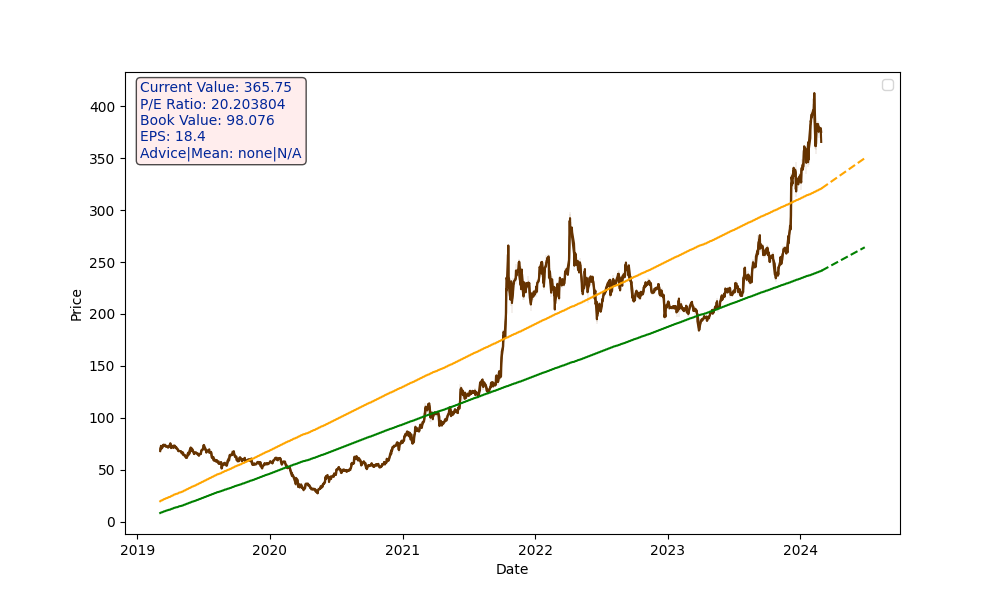 Current Value: 365.75
P/E Ratio: 20.203804
Book Value: 98.076
EPS: 18.4
Advice|Mean: none|N/A
400
350
300
250
200
150
100
50
0
Price
2019 2020 2021 2022 2023 2024
Date